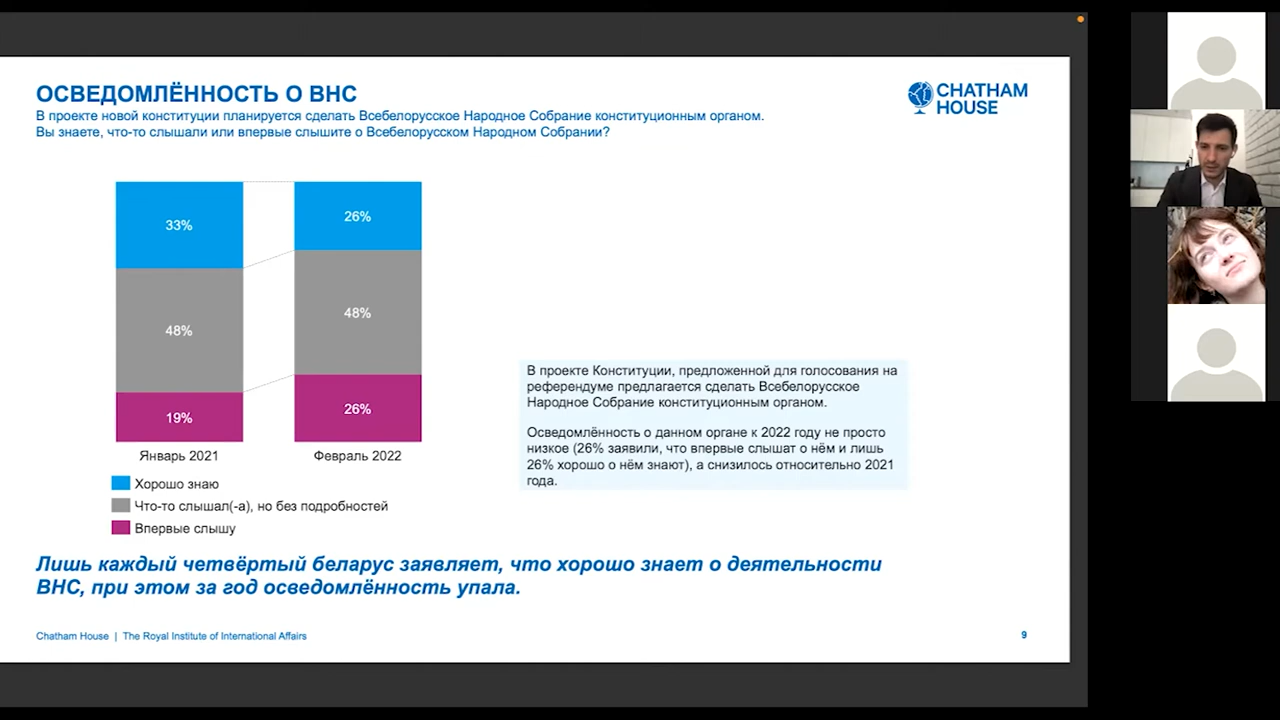 ОСВЕДОМЛЁННОСТЬ О ВНС
В проекте новой конституции планируется сделать Всебелорусское Народное Собрание конституционным органом.
Вы знаете, что-то слышали или впервые слышите о Всебелорусском Народном Собрании?
CHATHAM
HOUSE
33%
26%
48%
48%
19%
26%
Январь 2021
Февраль 2022
Хорошо знаю
Что-то слышал(-а), но без подробностей
Впервые слышу
В проекте Конституции, предложенной для голосования на
референдуме предлагается сделать Всебелорусское
Народное Собрание конституционным органом.
Осведомлённость о данном органе к 2022 году не просто
низкое (26% заявили, что впервые слышат о нём и лишь
26% хорошо о нём знают), а снизилось относительно 2021
года.
Лишь каждый четвёртый беларус заявляет, что хорошо знает о деятельности
ВНС, при этом за год осведомлённость упала.
Chatham House | The Royal Institute of International Affairs
9